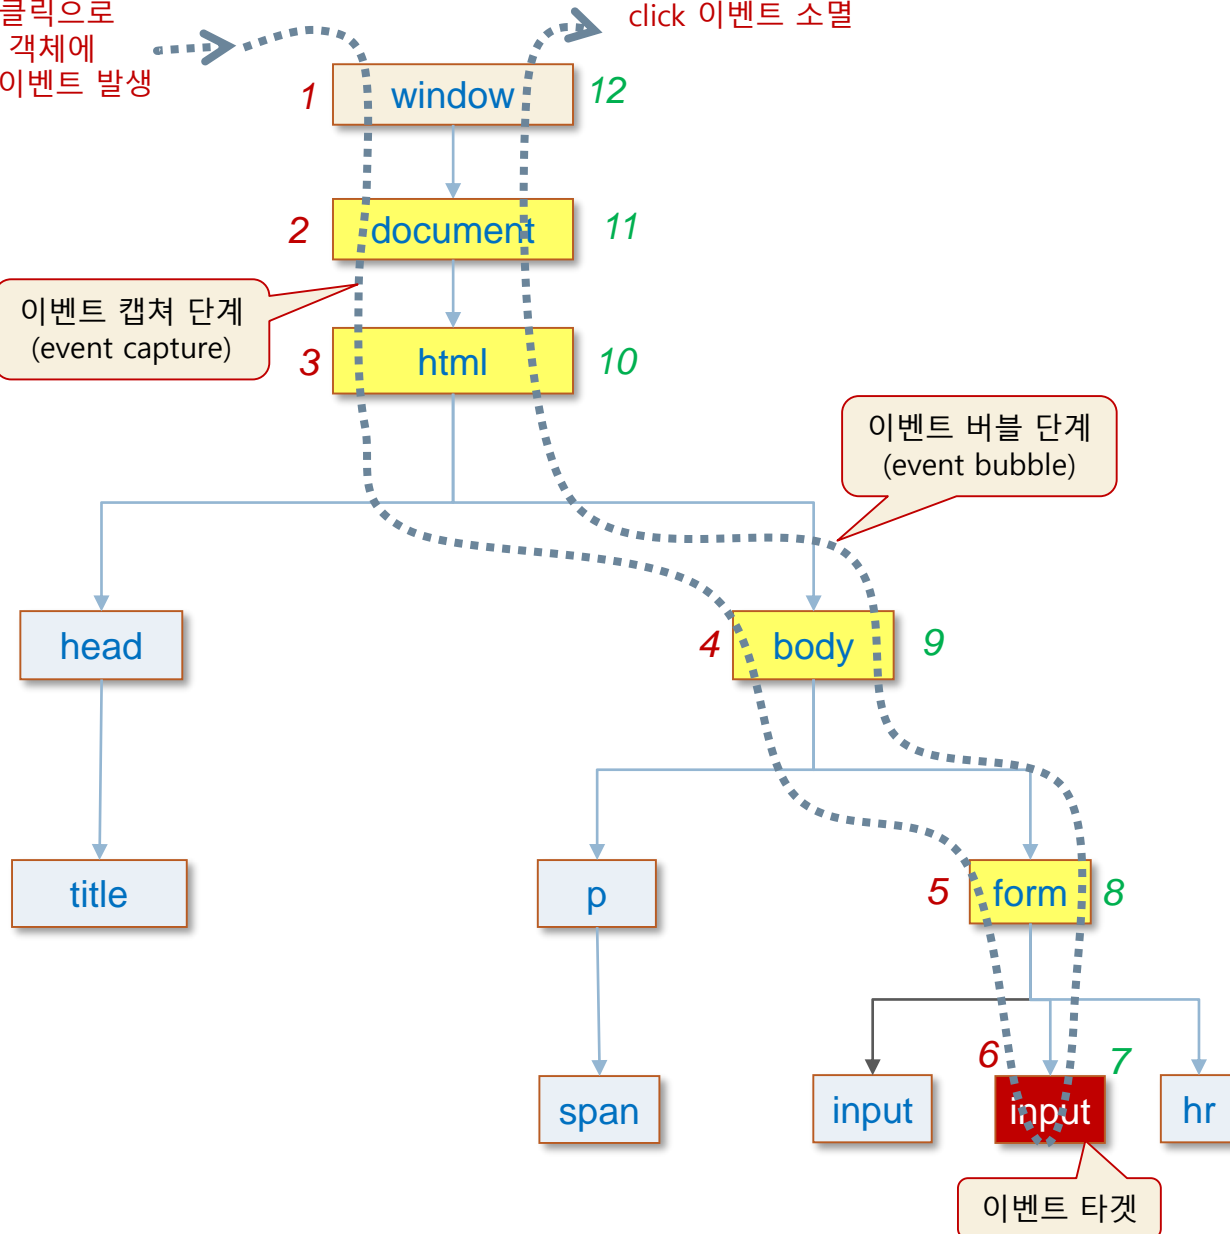 클릭으로
객체에
이벤트 발생
click 이벤트 소멸
1
window
12
2
document
11
이벤트 캡쳐 단계
(event capture)
3
html
10
이벤트 버블 단계
(event bubble)
head
4
body
9
title
p
5
form
8
6
7
span
input
input
hr
이벤트 타겟